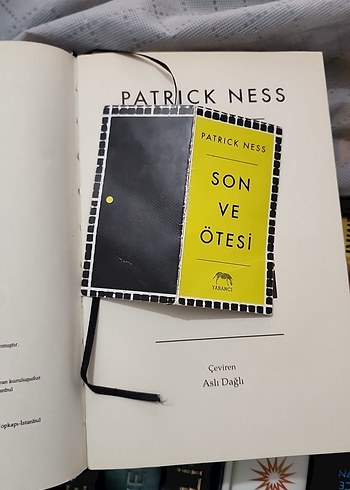 PATRICK NESS
PATRICK NESS
SON
VE
ÖTESİ
YABANCI
Çeviren
Aslı Dağlı